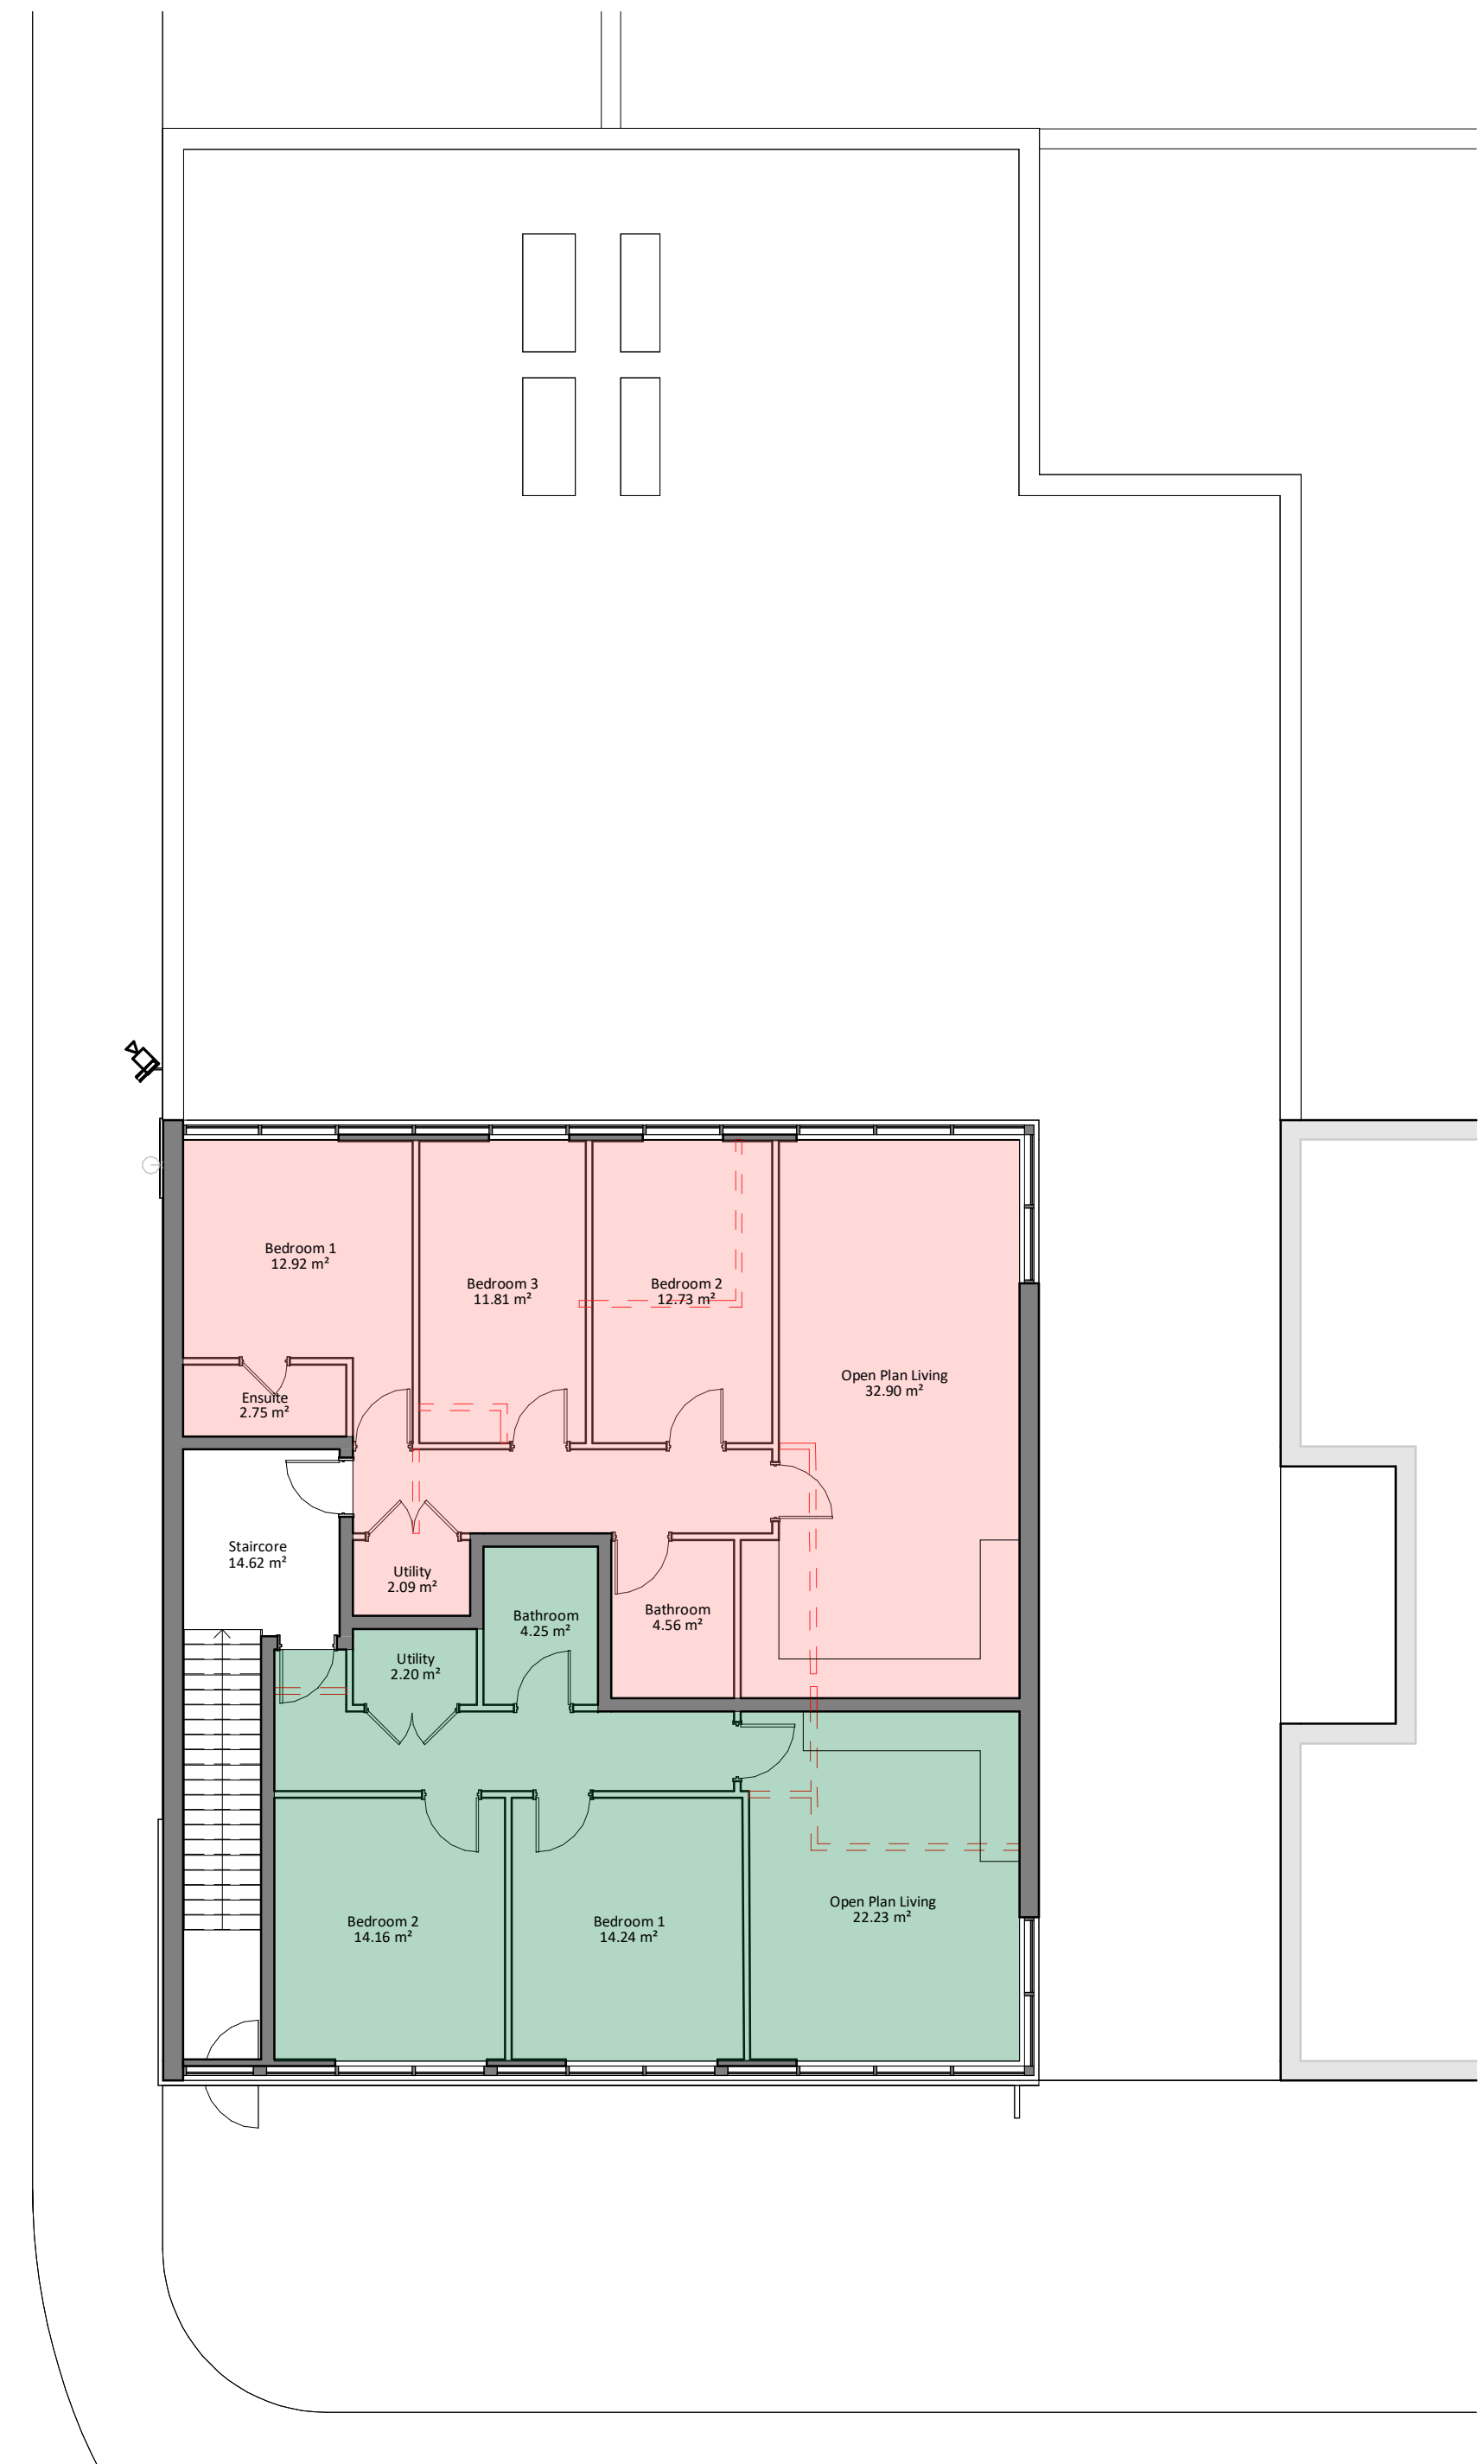 Bedroom 1
12.92 m²
Bedroom 3
11.81 m²
Bedroom 2
12.73 m²
Open Plan Living
32.90 m²
Ensuite
2.75 m²
Staircore
14.62 m²
Utility
2.09 m²
Bathroom
4.25 m²
Bathroom
4.56 m²
Utility
2.20 m²
Bedroom 2
14.16 m²
Bedroom 1
14.24 m²
Open Plan Living
22.23 m²